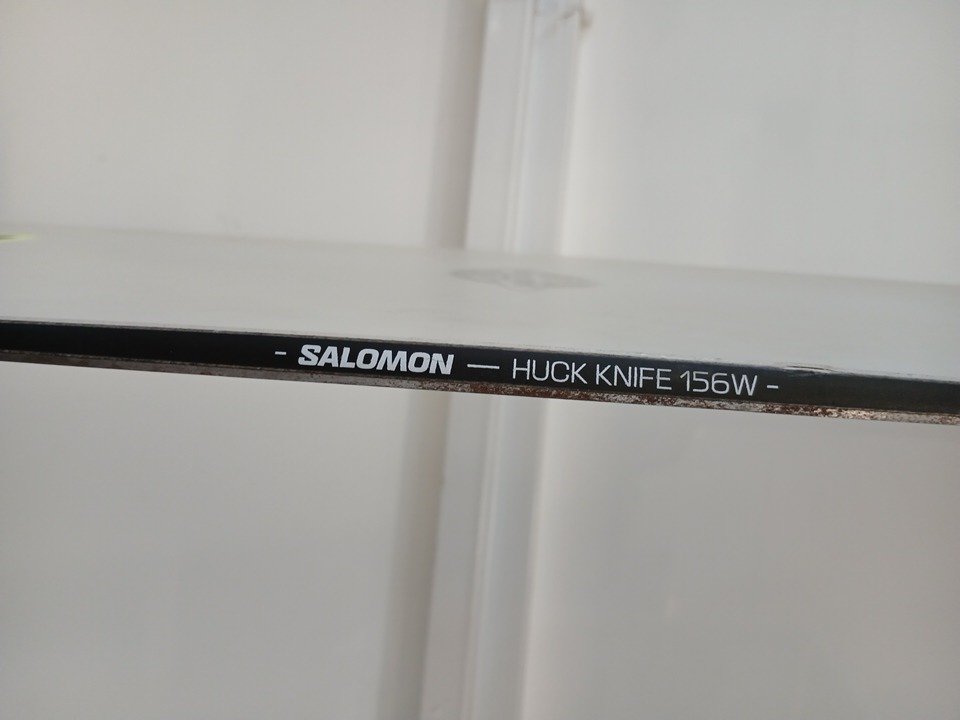 - SALOMON — HUCK KNIFE 156W -